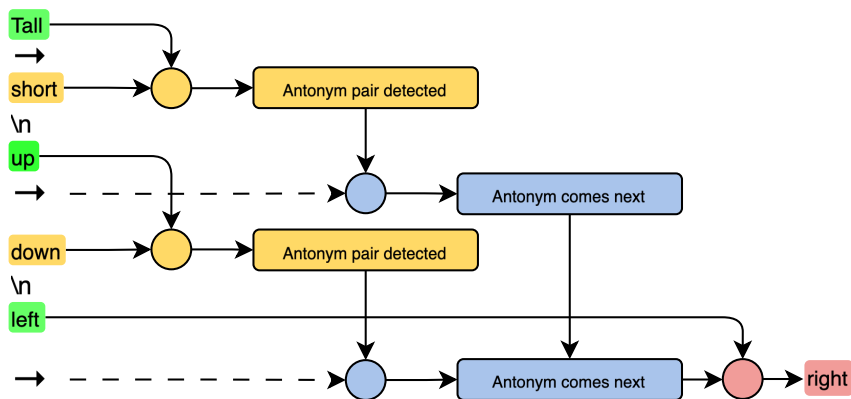 Tall
→
short
Antonym pair detected
\n
up
→
Antonym comes next
down
Antonym pair detected
\n
left
→
Antonym comes next
right